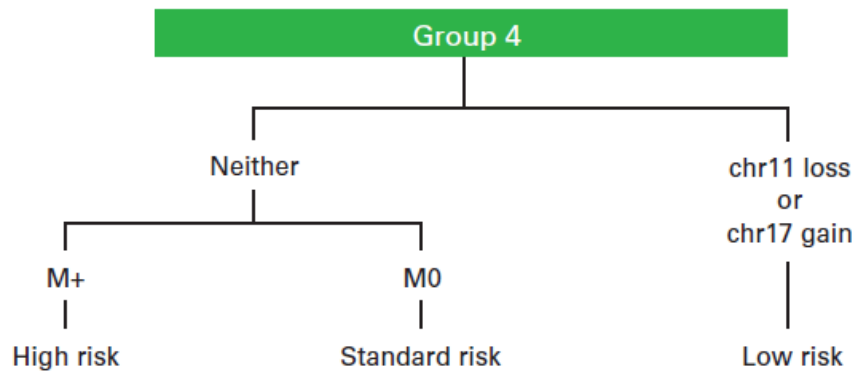 Group 4
Neither
chr11 loss
or
chr17 gain
M+
M0
High risk
Standard risk
Low risk